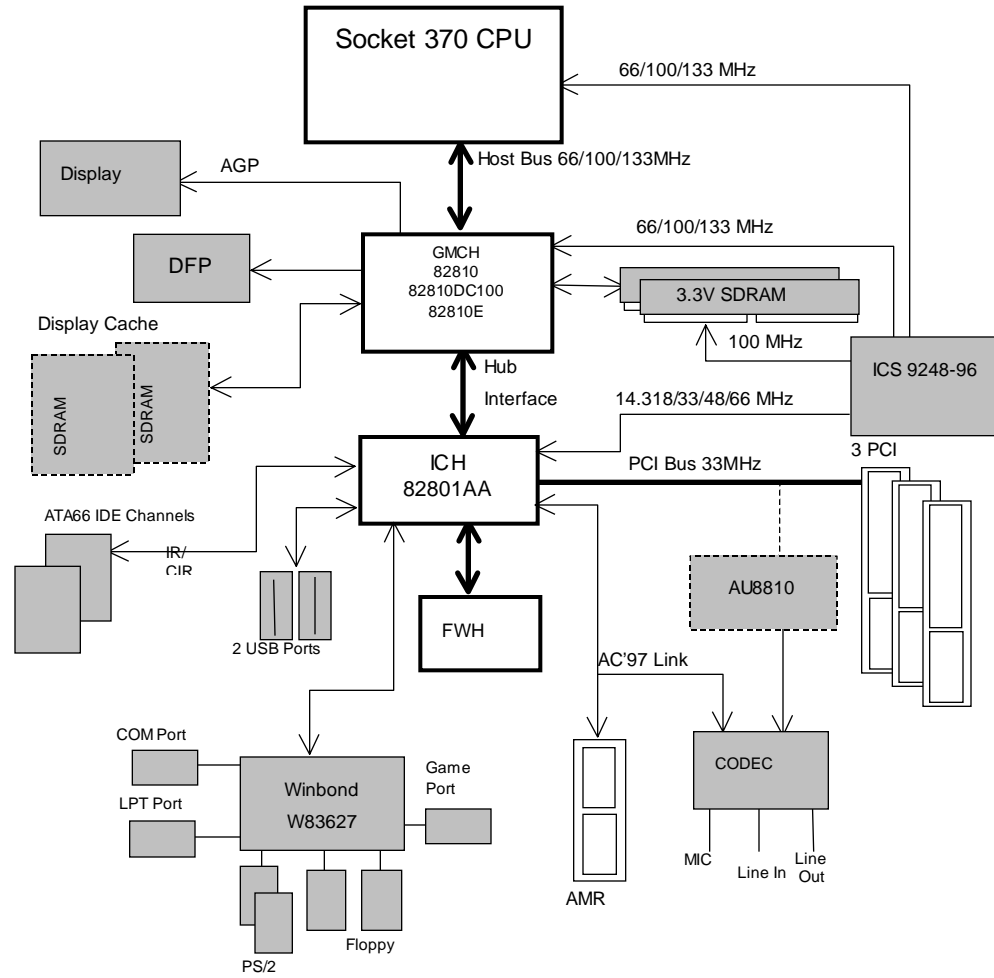 Socket 370 CPU
66/100/133 MHz
Host Bus 66/100/133MHz
AGP
Display
66/100/133 MHz
GMCH
82810
82810DC100
82810E
DFP
3.3V SDRAM
Display Cache
100 MHz
ICS 9248-96
Hub
Interface
SDRAM
SDRAM
14.318/33/48/66 MHz
3 PCI
ICH
82801AA
PCI Bus 33MHz
ATA66 IDE Channels
IR/
CIR
AU8810
FWH
2 USB Ports
AC'97 Link
COM Port
Game
Port
Winbond
W83627
CODEC
LPT Port
MIC
Line In
Line
Out
AMR
Floppy
PS/2